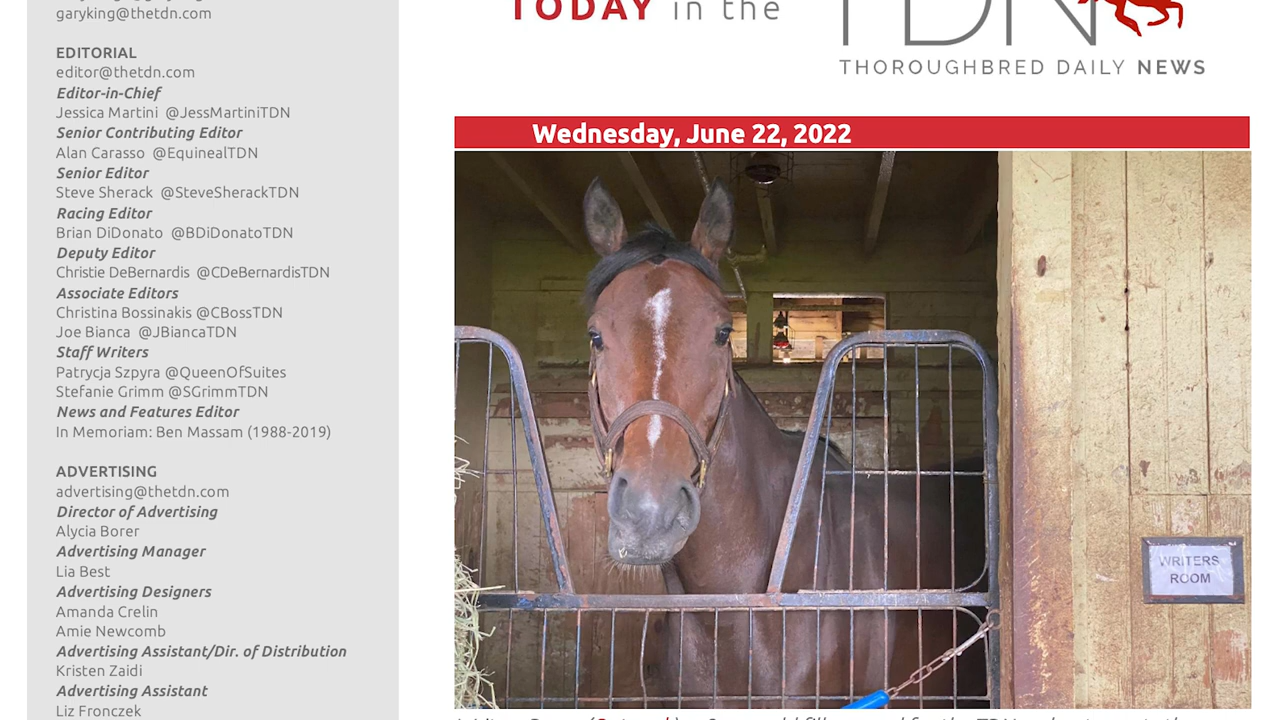 garyking@thetdn.com
EDITORIAL
editor@thetdn.com
Editor-in-Chief
Jessica Martini @JessMartiniTDN
Senior Contributing Editor
Alan Carasso @EquinealTDN
Senior Editor
Steve Sherack @SteveSherackTDN
Racing Editor
Brian DiDonato @BDiDonatoTDN
Deputy Editor
Christie DeBernardis @CDeBernardisTDN
Associate Editors
Christina Bossinakis @CBossTDN
Joe Bianca @JBiancaTDN
Staff Writers
Patrycja Szpyra @QueenOfSuites
Stefanie Grimm @SGrimmTDN
News and Features Editor
In Memoriam: Ben Massam (1988-2019)
ADVERTISING
advertising@thetdn.com
Director of Advertising
Alycia Borer
Advertising Manager
Lia Best
Advertising Designers
Amanda Crelin
Amie Newcomb
Advertising Assistant/Dir. of Distribution
Kristen Zaidi
Advertising Assistant
Liz Fronczek
TODAY in the
TDN
THOROUGHBRED DAILY NEWS
Wednesday, June 22, 2022
WRITERS
ROOM